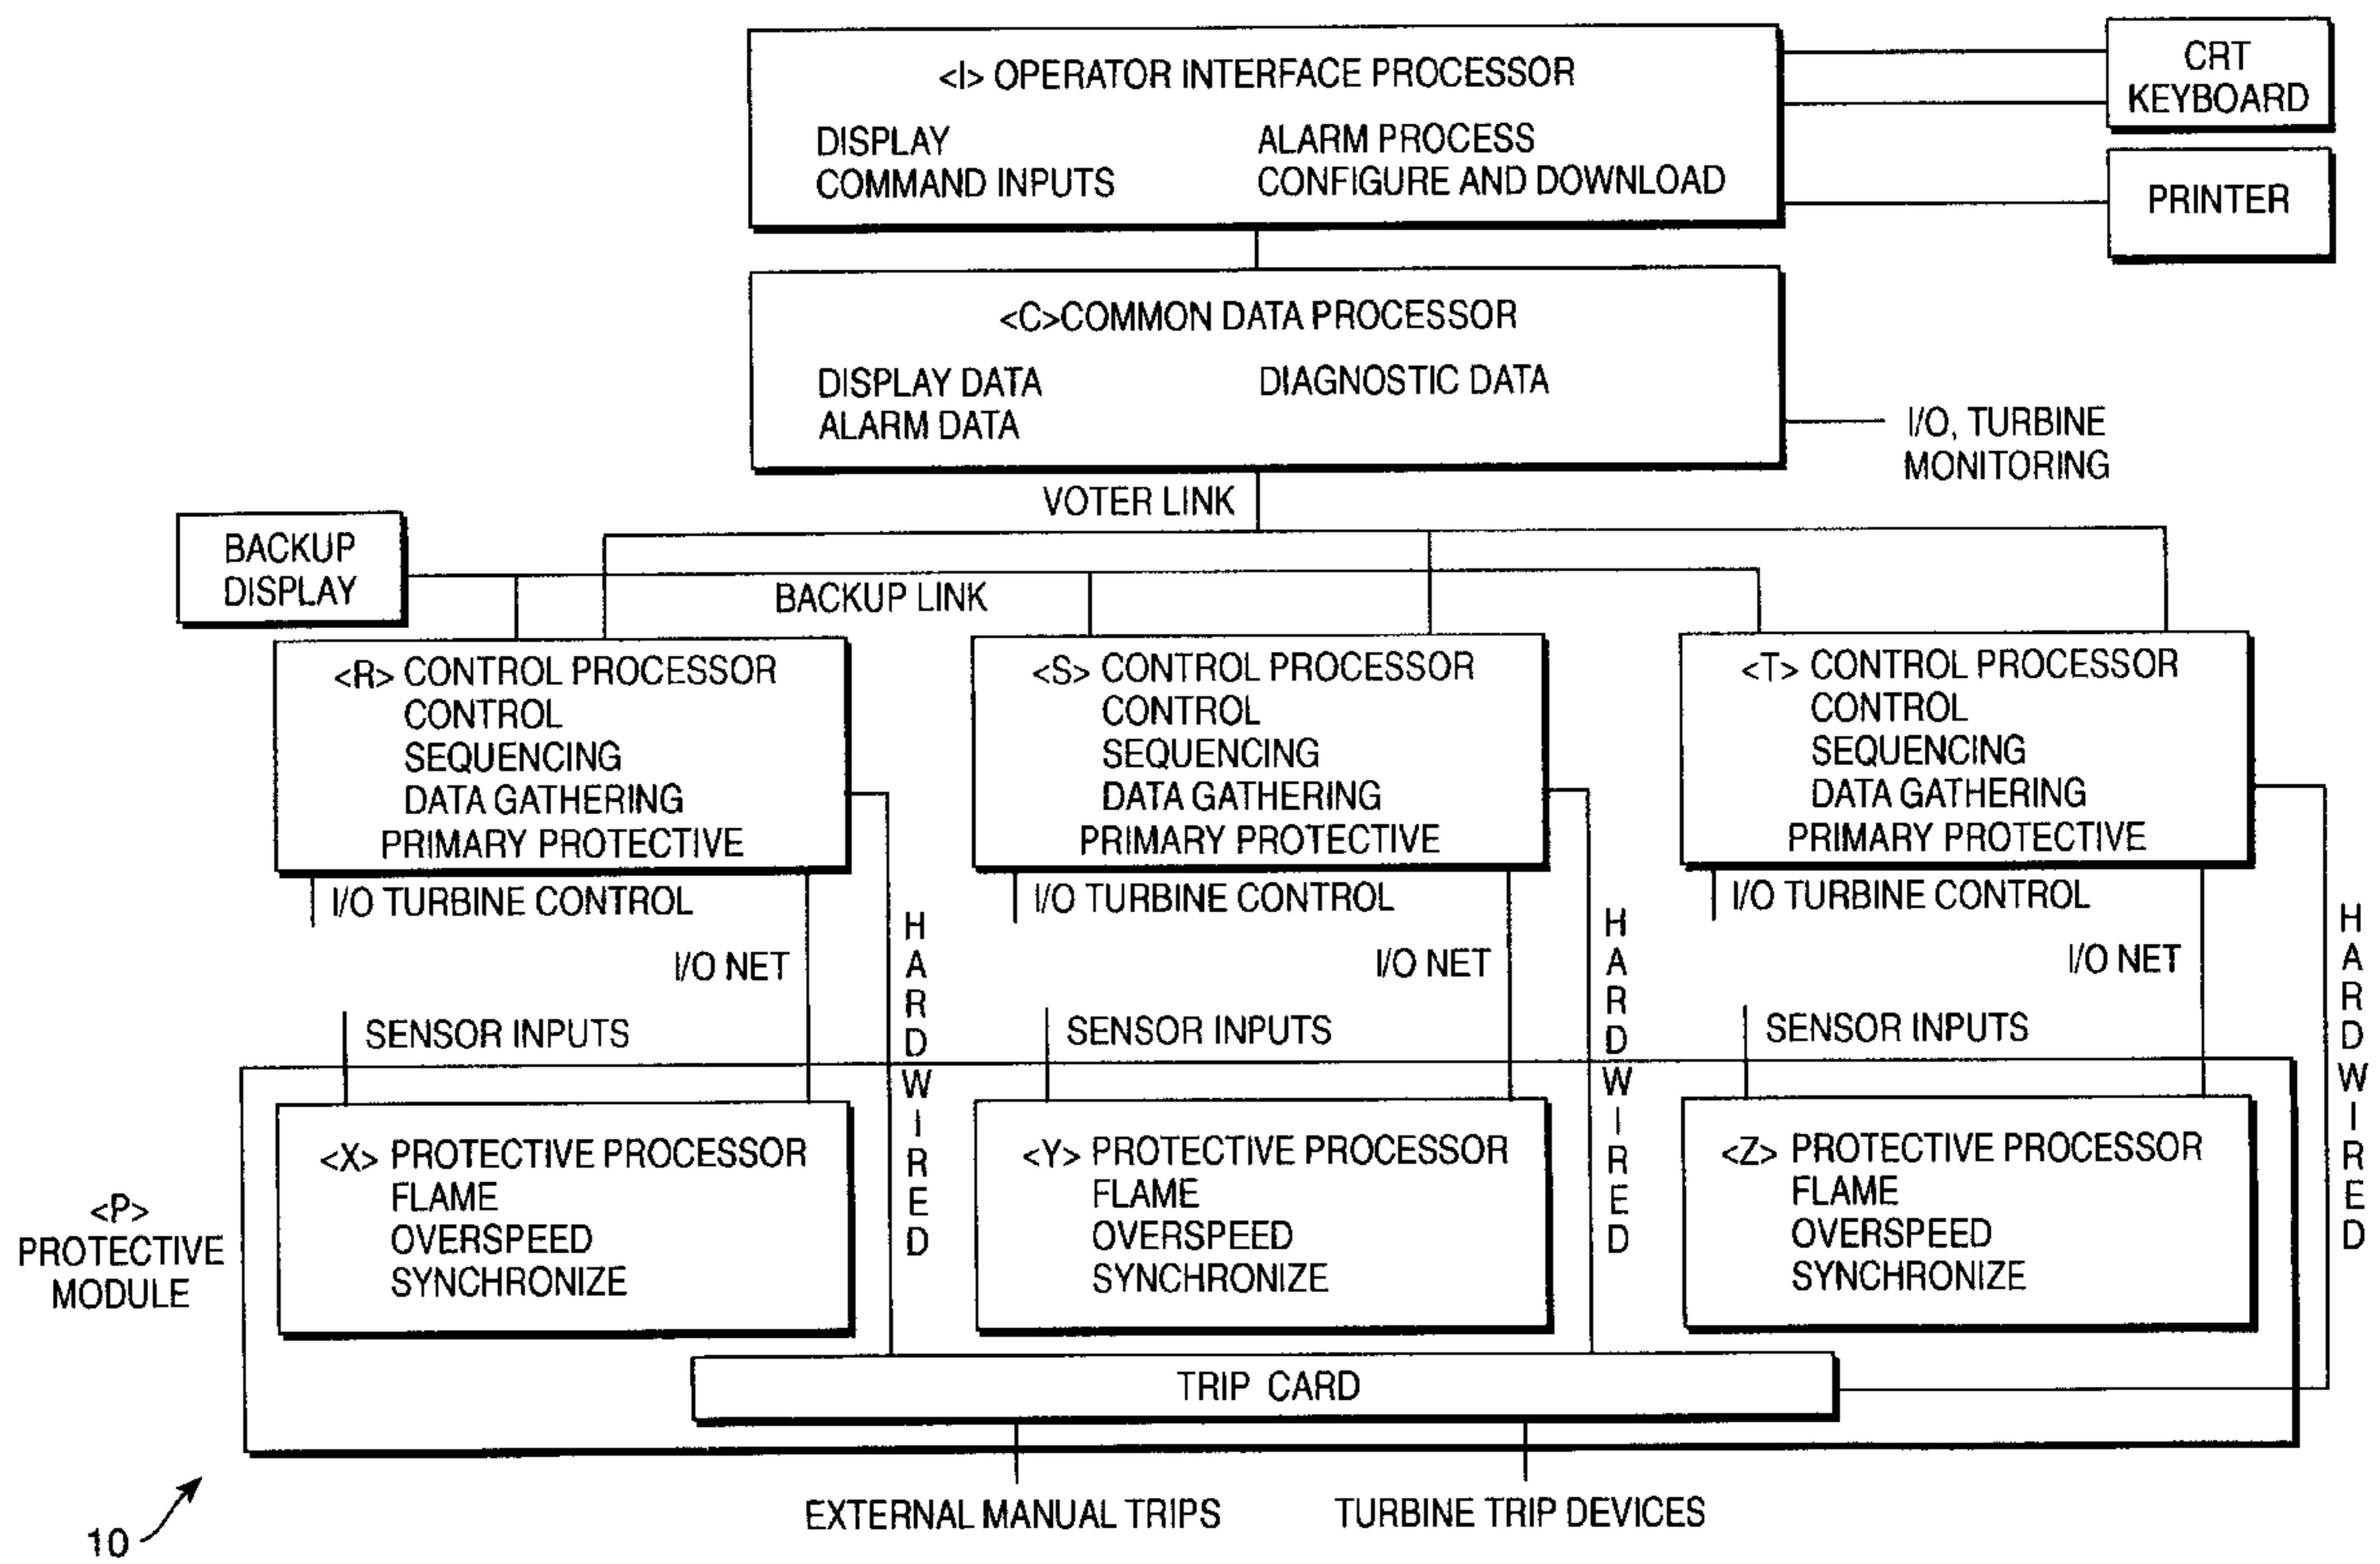 <I> OPERATOR INTERFACE PROCESSOR
DISPLAY
COMMAND INPUTS
ALARM PROCESS
CONFIGURE AND DOWNLOAD
CRT
KEYBOARD
PRINTER
<C>COMMON DATA PROCESSOR
DISPLAY DATA
ALARM DATA
DIAGNOSTIC DATA
I/O, TURBINE
MONITORING
VOTER LINK
BACKUP
DISPLAY
BACKUP LINK
<R> CONTROL PROCESSOR
CONTROL
SEQUENCING
DATA GATHERING
PRIMARY PROTECTIVE
<S> CONTROL PROCESSOR
CONTROL
SEQUENCING
DATA GATHERING
PRIMARY PROTECTIVE
<T> CONTROL PROCESSOR
CONTROL
SEQUENCING
DATA GATHERING
PRIMARY PROTECTIVE
I/O TURBINE CONTROL
I/O NET
HARDWIRED
I/O TURBINE CONTROL
I/O NET
HARDWIRED
I/O TURBINE CONTROL
I/O NET
HARDWIRED
SENSOR INPUTS
SENSOR INPUTS
SENSOR INPUTS
<P>
PROTECTIVE
MODULE
<X> PROTECTIVE PROCESSOR
FLAME
OVERSPEED
SYNCHRONIZE
<Y> PROTECTIVE PROCESSOR
FLAME
OVERSPEED
SYNCHRONIZE
<Z> PROTECTIVE PROCESSOR
FLAME
OVERSPEED
SYNCHRONIZE
TRIP CARD
EXTERNAL MANUAL TRIPS
TURBINE TRIP DEVICES
10